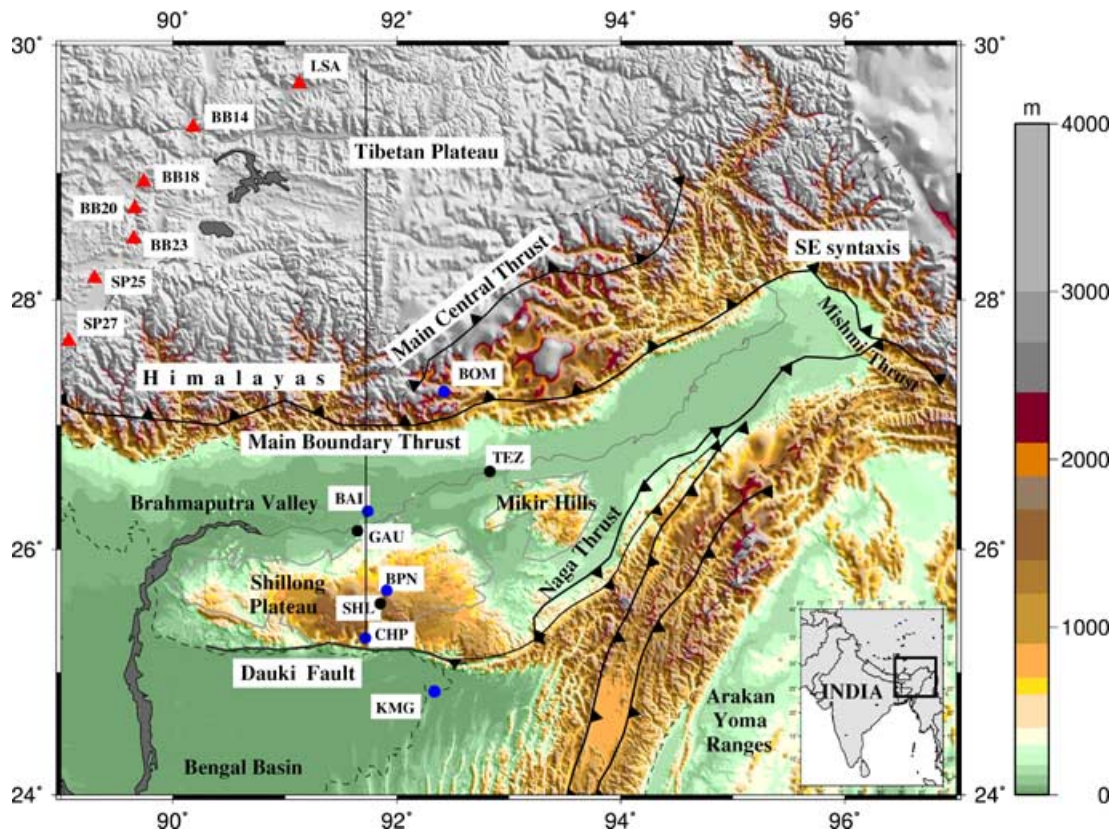 90˚ 92˚ 94˚ 96˚
30˚ 30˚
m
LSA
4000
BB14
Tibetan Plateau
BB18
BB20
BB23
SE syntaxis
SP25
28˚ 28˚
3000
Main Central Thrust
Mishmi Thrust
SP27
BOM
Himalayas
Main Boundary Thrust
TEZ
2000
BAI
Mikir Hills
Brahmaputra Valley
GAU
26˚ 26˚
Naga Thrust
BPN
Shillong
Plateau
SHL
CHP
1000
Dauki Fault
INDIA
KMG
Arakan
Yoma
Ranges
Bengal Basin
24˚ 24˚
0
90˚ 92˚ 94˚ 96˚